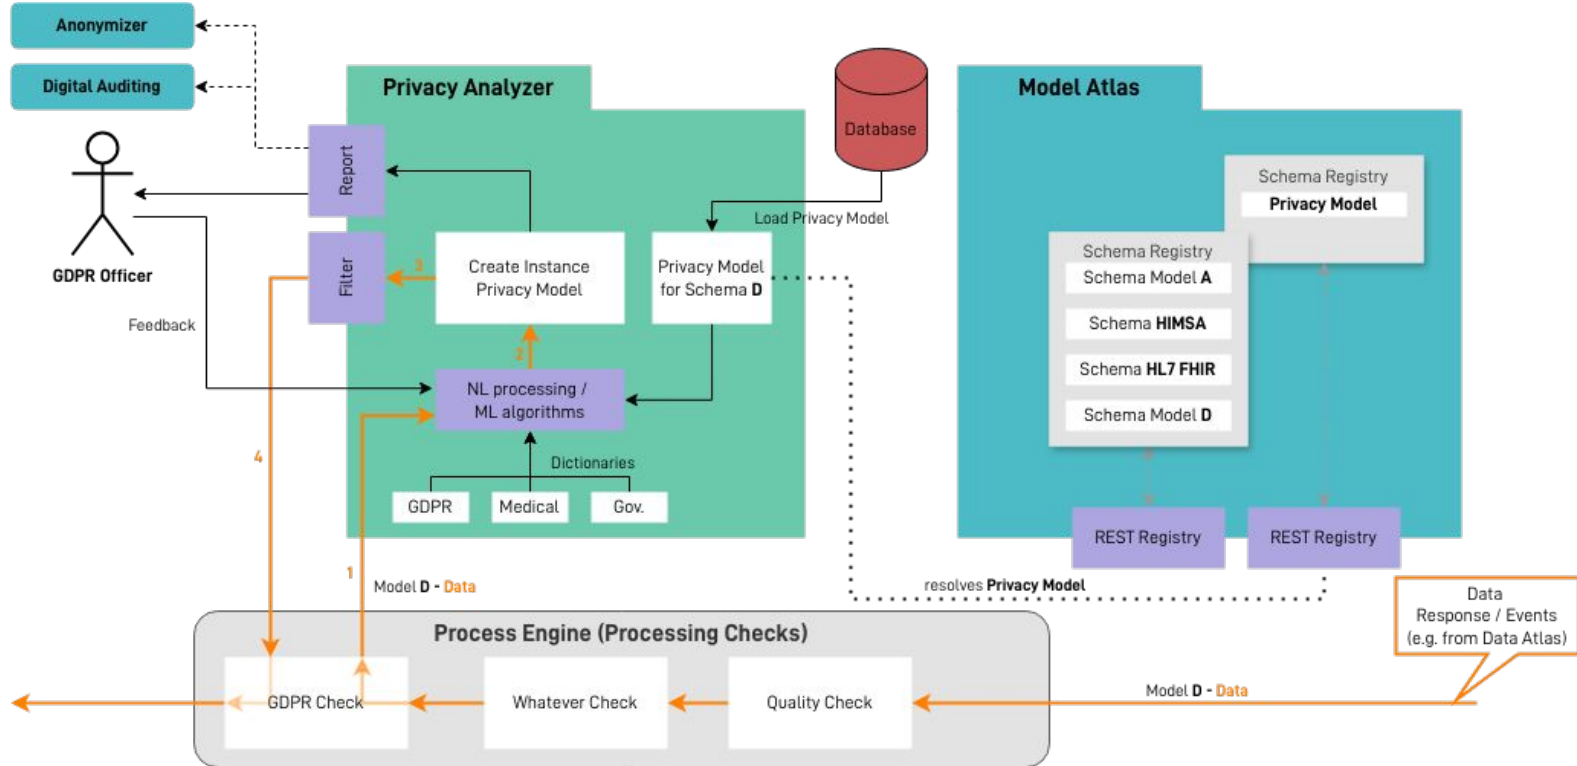 Anonymizer
Digital Auditing
GDPR Officer
Feedback
Privacy Analyzer
Report
Filter
3
Create Instance
Privacy Model
2
Privacy Model
for Schema D
NL processing /
ML algorithms
Dictionaries
GDPR
Medical
Gov.
Database
Load Privacy Model
Model Atlas
Schema Registry
Privacy Model
Schema Registry
Schema Model A
Schema HIMSA
Schema HL7 FHIR
Schema Model D
REST Registry
REST Registry
resolves Privacy Model
4
1
Model D - Data
Process Engine (Processing Checks)
GDPR Check
Whatever Check
Quality Check
Model D - Data
Data
Response / Events
(e.g. from Data Atlas)